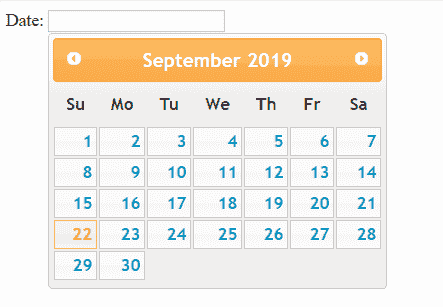 Date:
September 2019
Su Mo Tu We Th Fr Sa
1 2 3 4 5 6 7
8 9 10 11 12 13 14
15 16 17 18 19 20 21
22 23 24 25 26 27 28
29 30